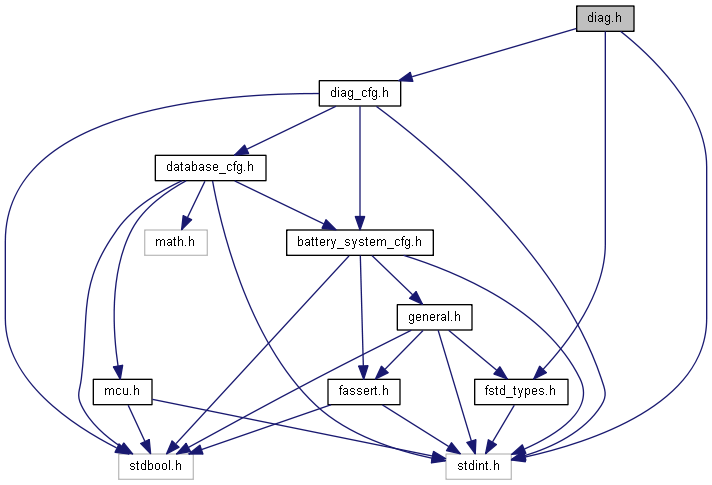 diag.h
diag_cfg.h
database_cfg.h
math.h
battery_system_cfg.h
general.h
mcu.h
fassert.h
fstd_types.h
stdbool.h
stdint.h